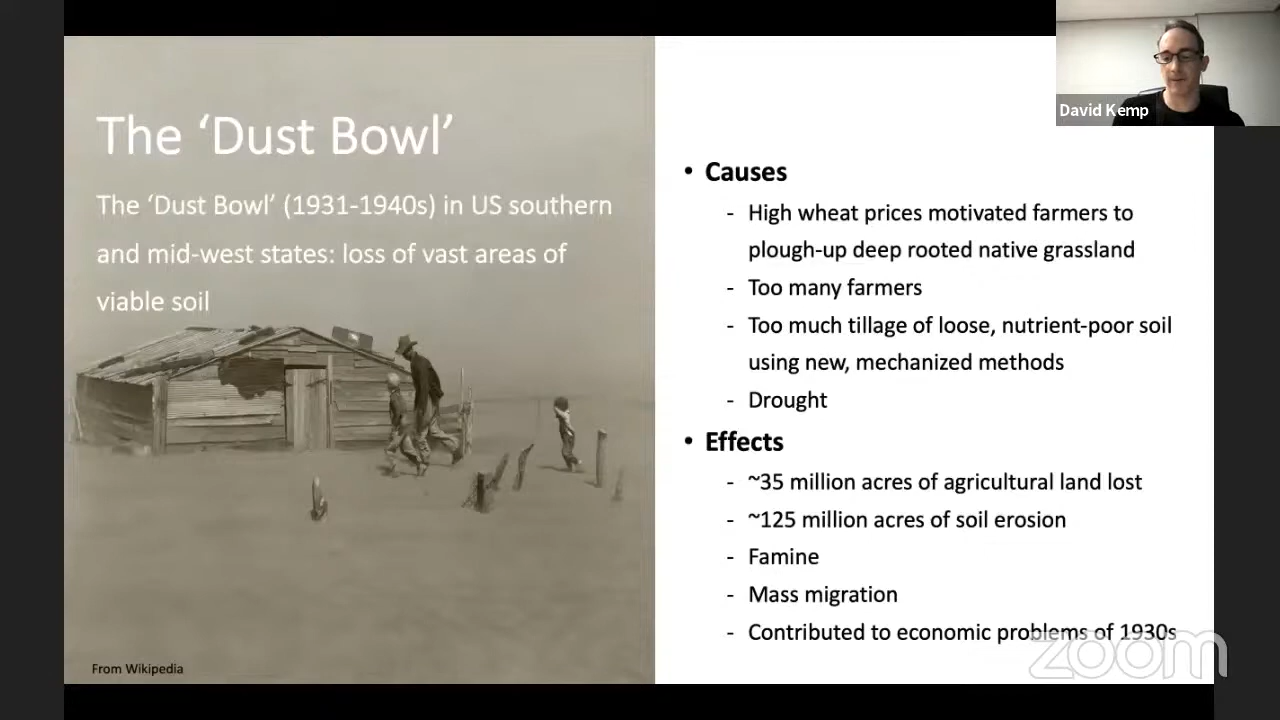 The ‘Dust Bowl’
The ‘Dust Bowl’ (1931-1940s) in US southern
and mid-west states: loss of vast areas of
viable soil
From Wikipedia
• Causes
- High wheat prices motivated farmers to
plough-up deep rooted native grassland
- Too many farmers
- Too much tillage of loose, nutrient-poor soil
using new, mechanized methods
- Drought
• Effects
- ~35 million acres of agricultural land lost
- ~125 million acres of soil erosion
- Famine
- Mass migration
- Contributed to economic problems of 1930s
David Kemp
zoom